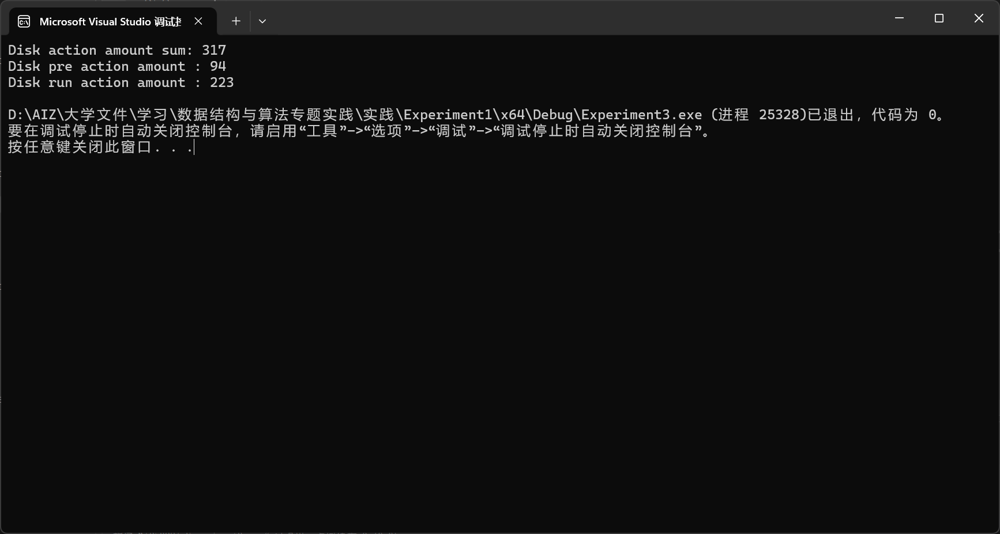 Microsoft Visual Studio 调试
Disk action amount sum: 317
Disk pre action amount : 94
Disk run action amount : 223
D:\AIZ\大学文件\学习\数据结构与算法专题实践\实践\Experiment1\x64\Debug\Experiment3.exe (进程 25328)已退出，代码为 0。
要在调试停止时自动关闭控制台，请启用“工具”->“选项”->“调试”->“调试停止时自动关闭控制台”。
按任意键关闭此窗口. . .